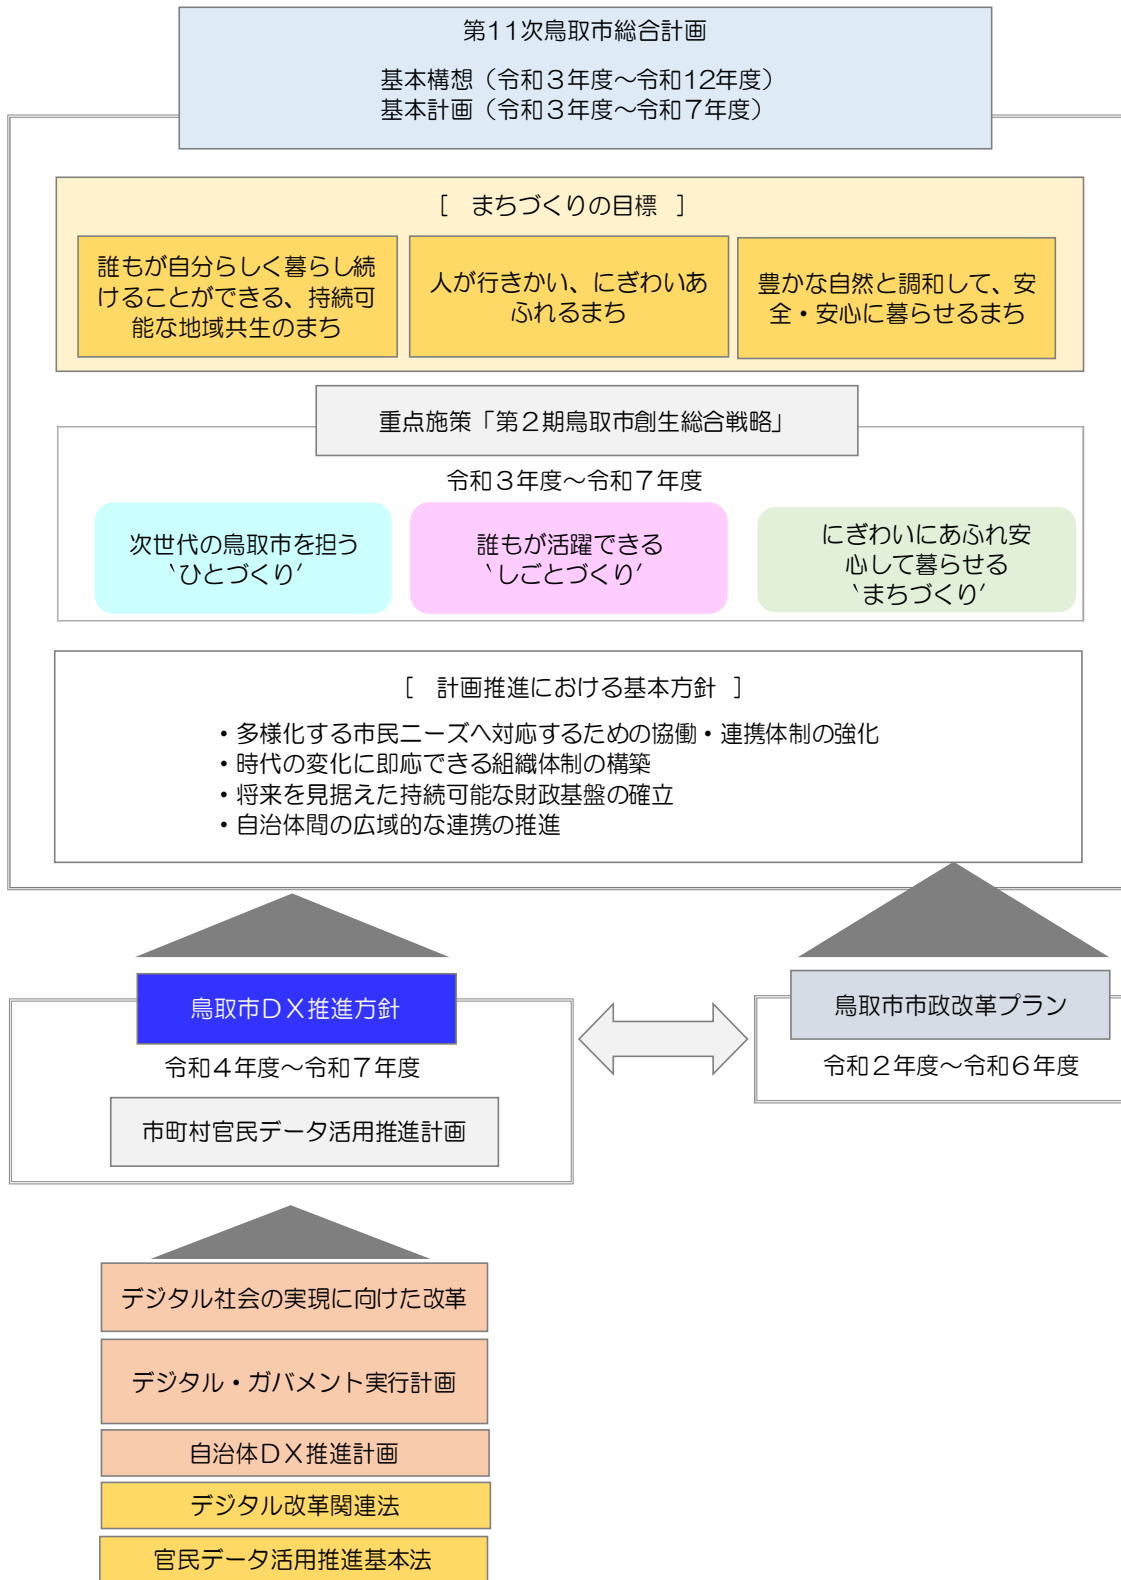 第11次鳥取市総合計画
基本構想（令和３年度～令和12年度）
基本計画（令和３年度～令和７年度）
［　まちづくりの目標　］
誰もが自分らしく暮らし続
けることができる、持続可
能な地域共生のまち
人が行きかい、にぎわいあ
ふれるまち
豊かな自然と調和して、安
全・安心に暮らせるまち
重点施策「第２期鳥取市創生総合戦略」
令和３年度～令和７年度
次世代の鳥取市を担う
‵ひとづくり′
誰もが活躍できる
‵しごとづくり′
にぎわいにあふれ安
心して暮らせる
‵まちづくり′
［　計画推進における基本方針　］
・多様化する市民ニーズへ対応するための協働・連携体制の強化
・時代の変化に即応できる組織体制の構築
・将来を見据えた持続可能な財政基盤の確立
・自治体間の広域的な連携の推進
鳥取市ＤＸ推進方針
令和４年度～令和７年度
市町村官民データ活用推進計画
鳥取市市政改革プラン
令和２年度～令和６年度
デジタル社会の実現に向けた改革
デジタル・ガバメント実行計画
自治体ＤＸ推進計画
デジタル改革関連法
官民データ活用推進基本法